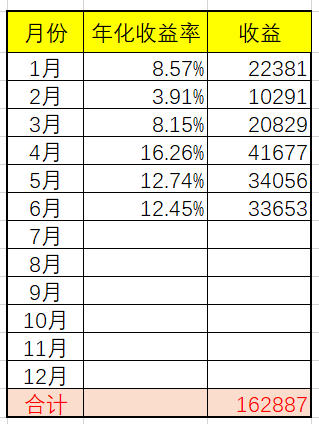 月份 年化收益率 收益
1月 8.57% 22381
2月 3.91% 10291
3月 8.15% 20829
4月 16.26% 41677
5月 12.74% 34056
6月 12.45% 33653
7月
8月
9月
10月
11月
12月
合计 162887